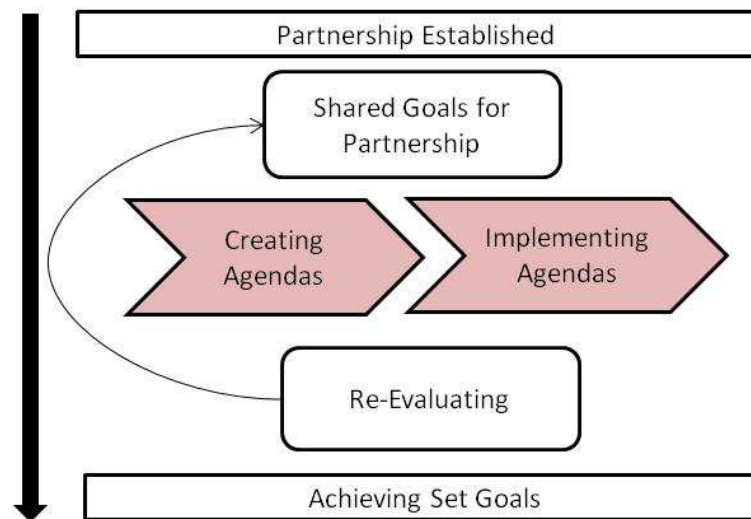 Partnership Established
Shared Goals for
Partnership
Creating
Agendas
Implementing
Agendas
Re-Evaluating
Achieving Set Goals